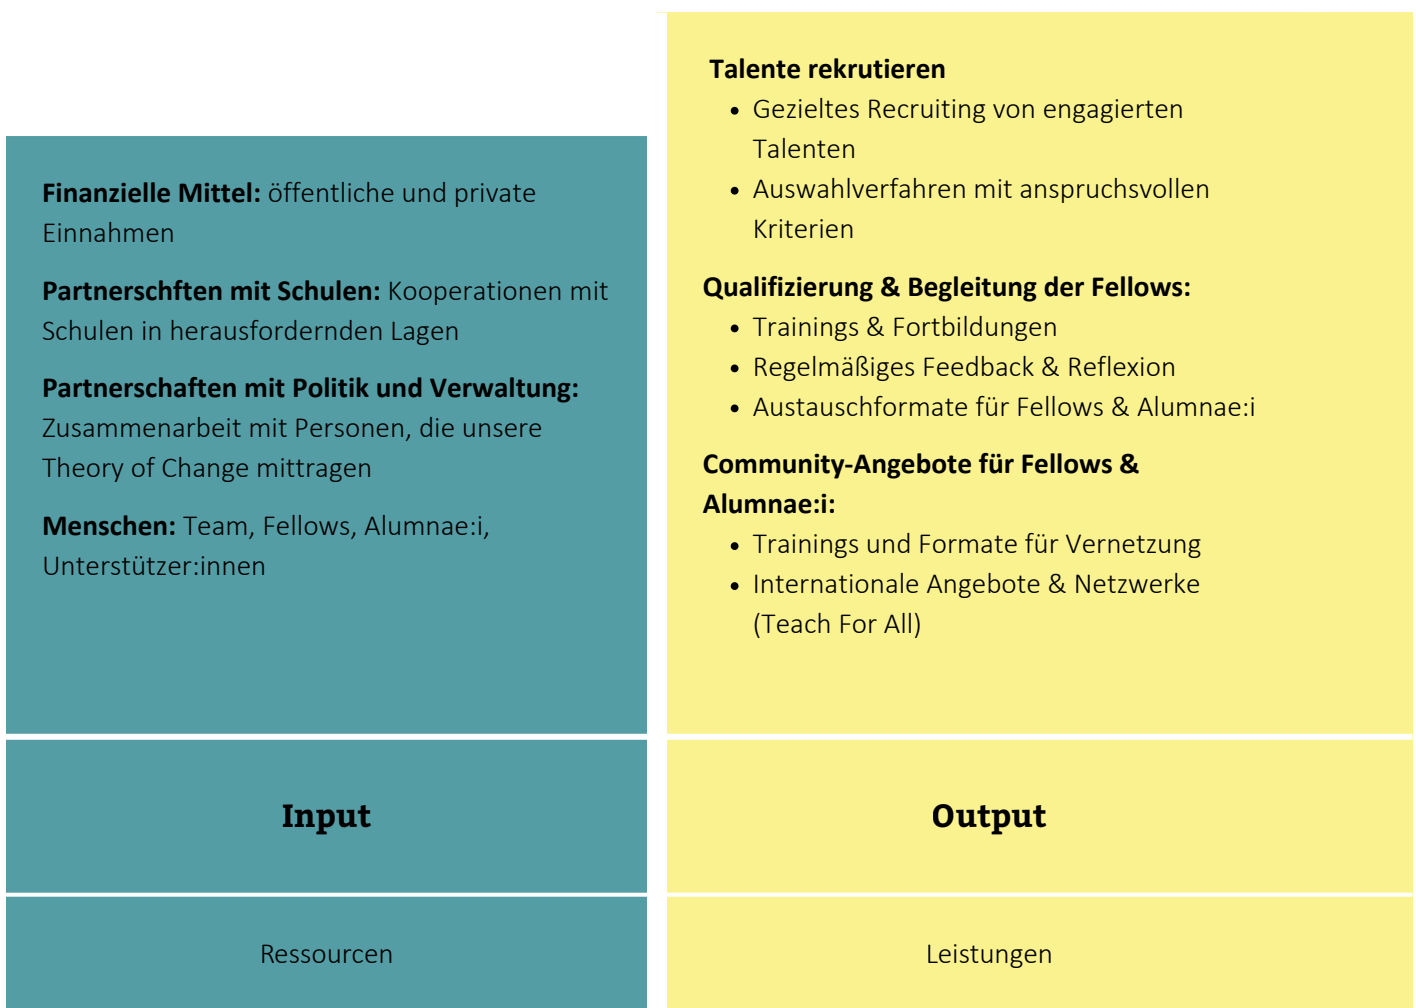 Finanzielle Mittel: öffentliche und private
Einnahmen
Partnerschften mit Schulen: Kooperationen mit
Schulen in herausfordernden Lagen
Partnerschaften mit Politik und Verwaltung:
Zusammenarbeit mit Personen, die unsere
Theory of Change mittragen
Menschen: Team, Fellows, Alumnae:i,
Unterstützer:innen
Input
Ressourcen
Talente rekrutieren
• Gezieltes Recruiting von engagierten
Talenten
• Auswahlverfahren mit anspruchsvollen
Kriterien
Qualifizierung & Begleitung der Fellows:
• Trainings & Fortbildungen
• Regelmäßiges Feedback & Reflexion
• Austauschformate für Fellows & Alumnae:i
Community-Angebote für Fellows &
Alumnae:i:
• Trainings und Formate für Vernetzung
• Internationale Angebote & Netzwerke
(Teach For All)
Output
Leistungen